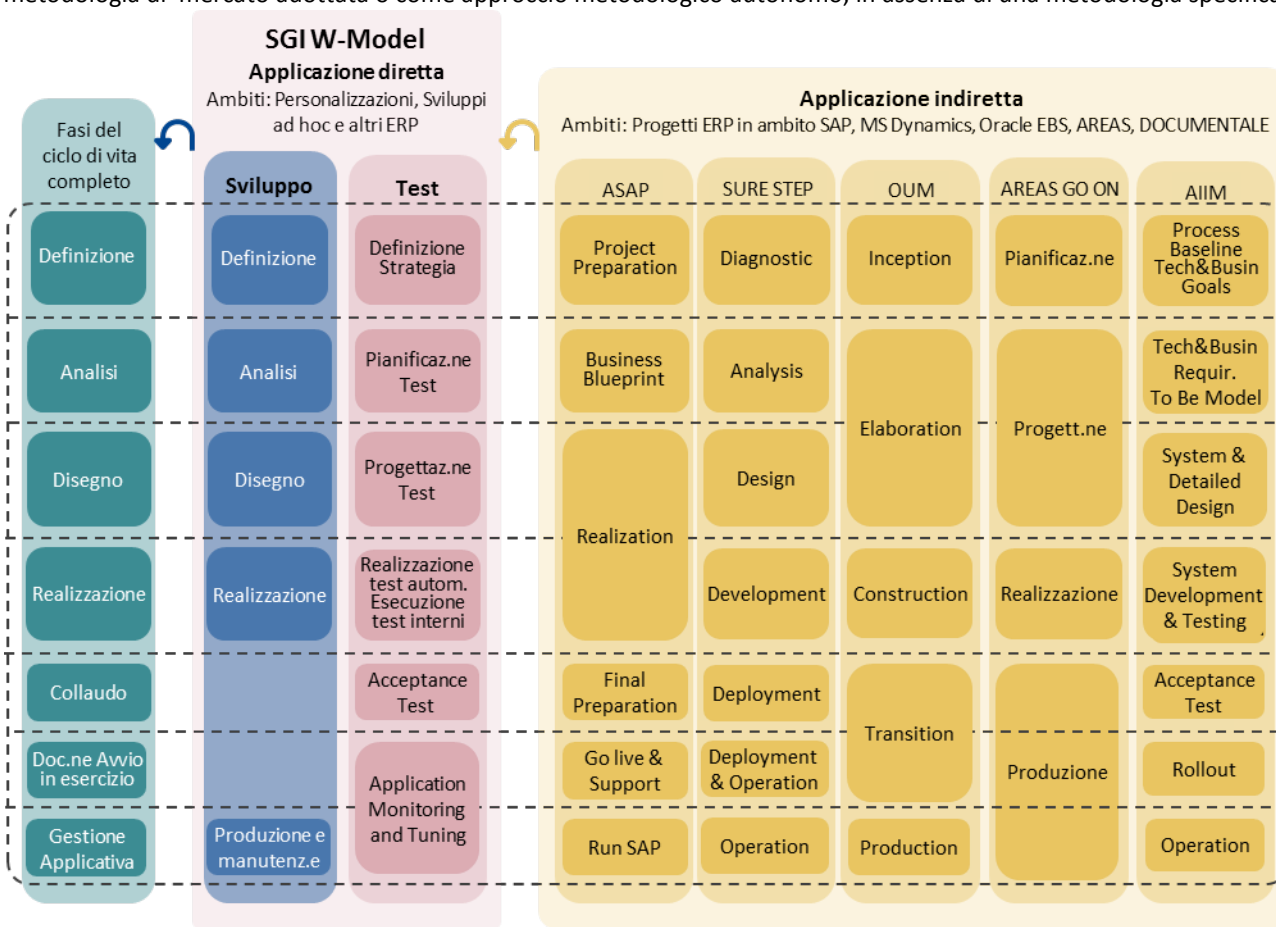 metodologia di mercato adottata o come approccio metodologico autonomo, in assenza di una metodologia specifica
SGI W-Model
Applicazione diretta
Ambiti: Personalizzazioni, Sviluppi
ad hoc e altri ERP
Applicazione indiretta
Ambiti: Progetti ERP in ambito SAP, MS Dynamics, Oracle EBS, AREAS, DOCUMENTALE
Fasi del
ciclo di vita
completo
Sviluppo
Test
ASAP
SURE STEP
OUM
AREAS GO ON
AIIM
Definizione
Definizione
Definizione
Strategia
Project
Preparation
Diagnostic
Inception
Pianificaz.ne
Process
Baseline
Tech&Busin
Goals
Analisi
Analisi
Pianificaz.ne
Test
Business
Blueprint
Analysis
Elaboration
Progett.ne
Tech&Busin
Requir.
To Be Model
Disegno
Disegno
Progettaz.ne
Test
Realization
Design
System &
Detailed
Design
Realizzazione
Realizzazione
Realizzazione
test autom.
Esecuzione
test interni
Development
Construction
Realizzazione
System
Development
& Testing
Collaudo
Acceptance
Test
Final
Preparation
Deployment
Transition
Produzione
Acceptance
Test
Doc.ne Avvio
in esercizio
Application
Monitoring
and Tuning
Go live &
Support
Deployment
& Operation
Rollout
Gestione
Applicativa
Produzione e
manutenz.e
Run SAP
Operation
Production
Operation